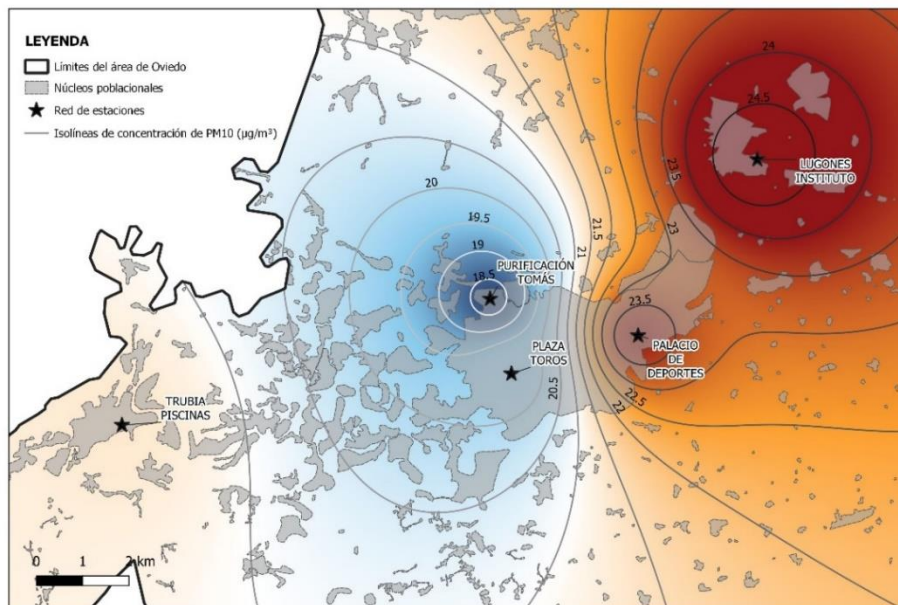 LEYENDA
Límites del área de Oviedo
Núcleos poblacionales
Red de estaciones
Isolíneas de concentración de PM10 (µg/m³)
24
24.5
LUGONES
INSTITUTO
23.5
20
19.5
21.5
23
19
21
PURIFICACIÓN
TOMÁS
18.5
23.5
PLAZA
TOROS
PALACIO
DE
DEPORTES
20.5
22.5
22
TRUBIA
PISCINAS
0 1 2 km